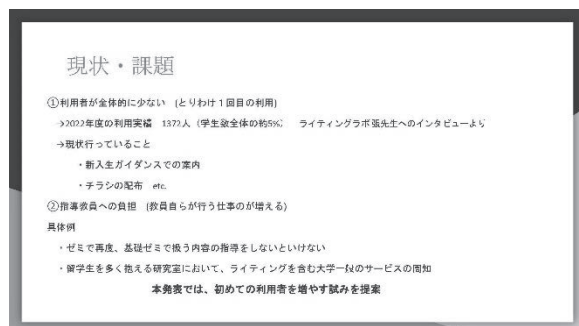 現状・課題
①利用者が全体的に少ない (とりわけ1回目の利用)
→2022年度の利用実績 1372人 (学生数全体の約5%) ライティングラボ張先生へのインタビューより
→現状行っていること
・新入生ガイダンスでの案内
・チラシの配布 etc.
②指導教員への負担 (教員自らが行う仕事のが増える)
具体例
・ゼミで再度、基礎ゼミで扱う内容の指導をしないといけない
・留学生を多く抱える研究室において、ライティングを含む大学一般のサービスの周知
本発表では、初めての利用者を増やす試みを提案